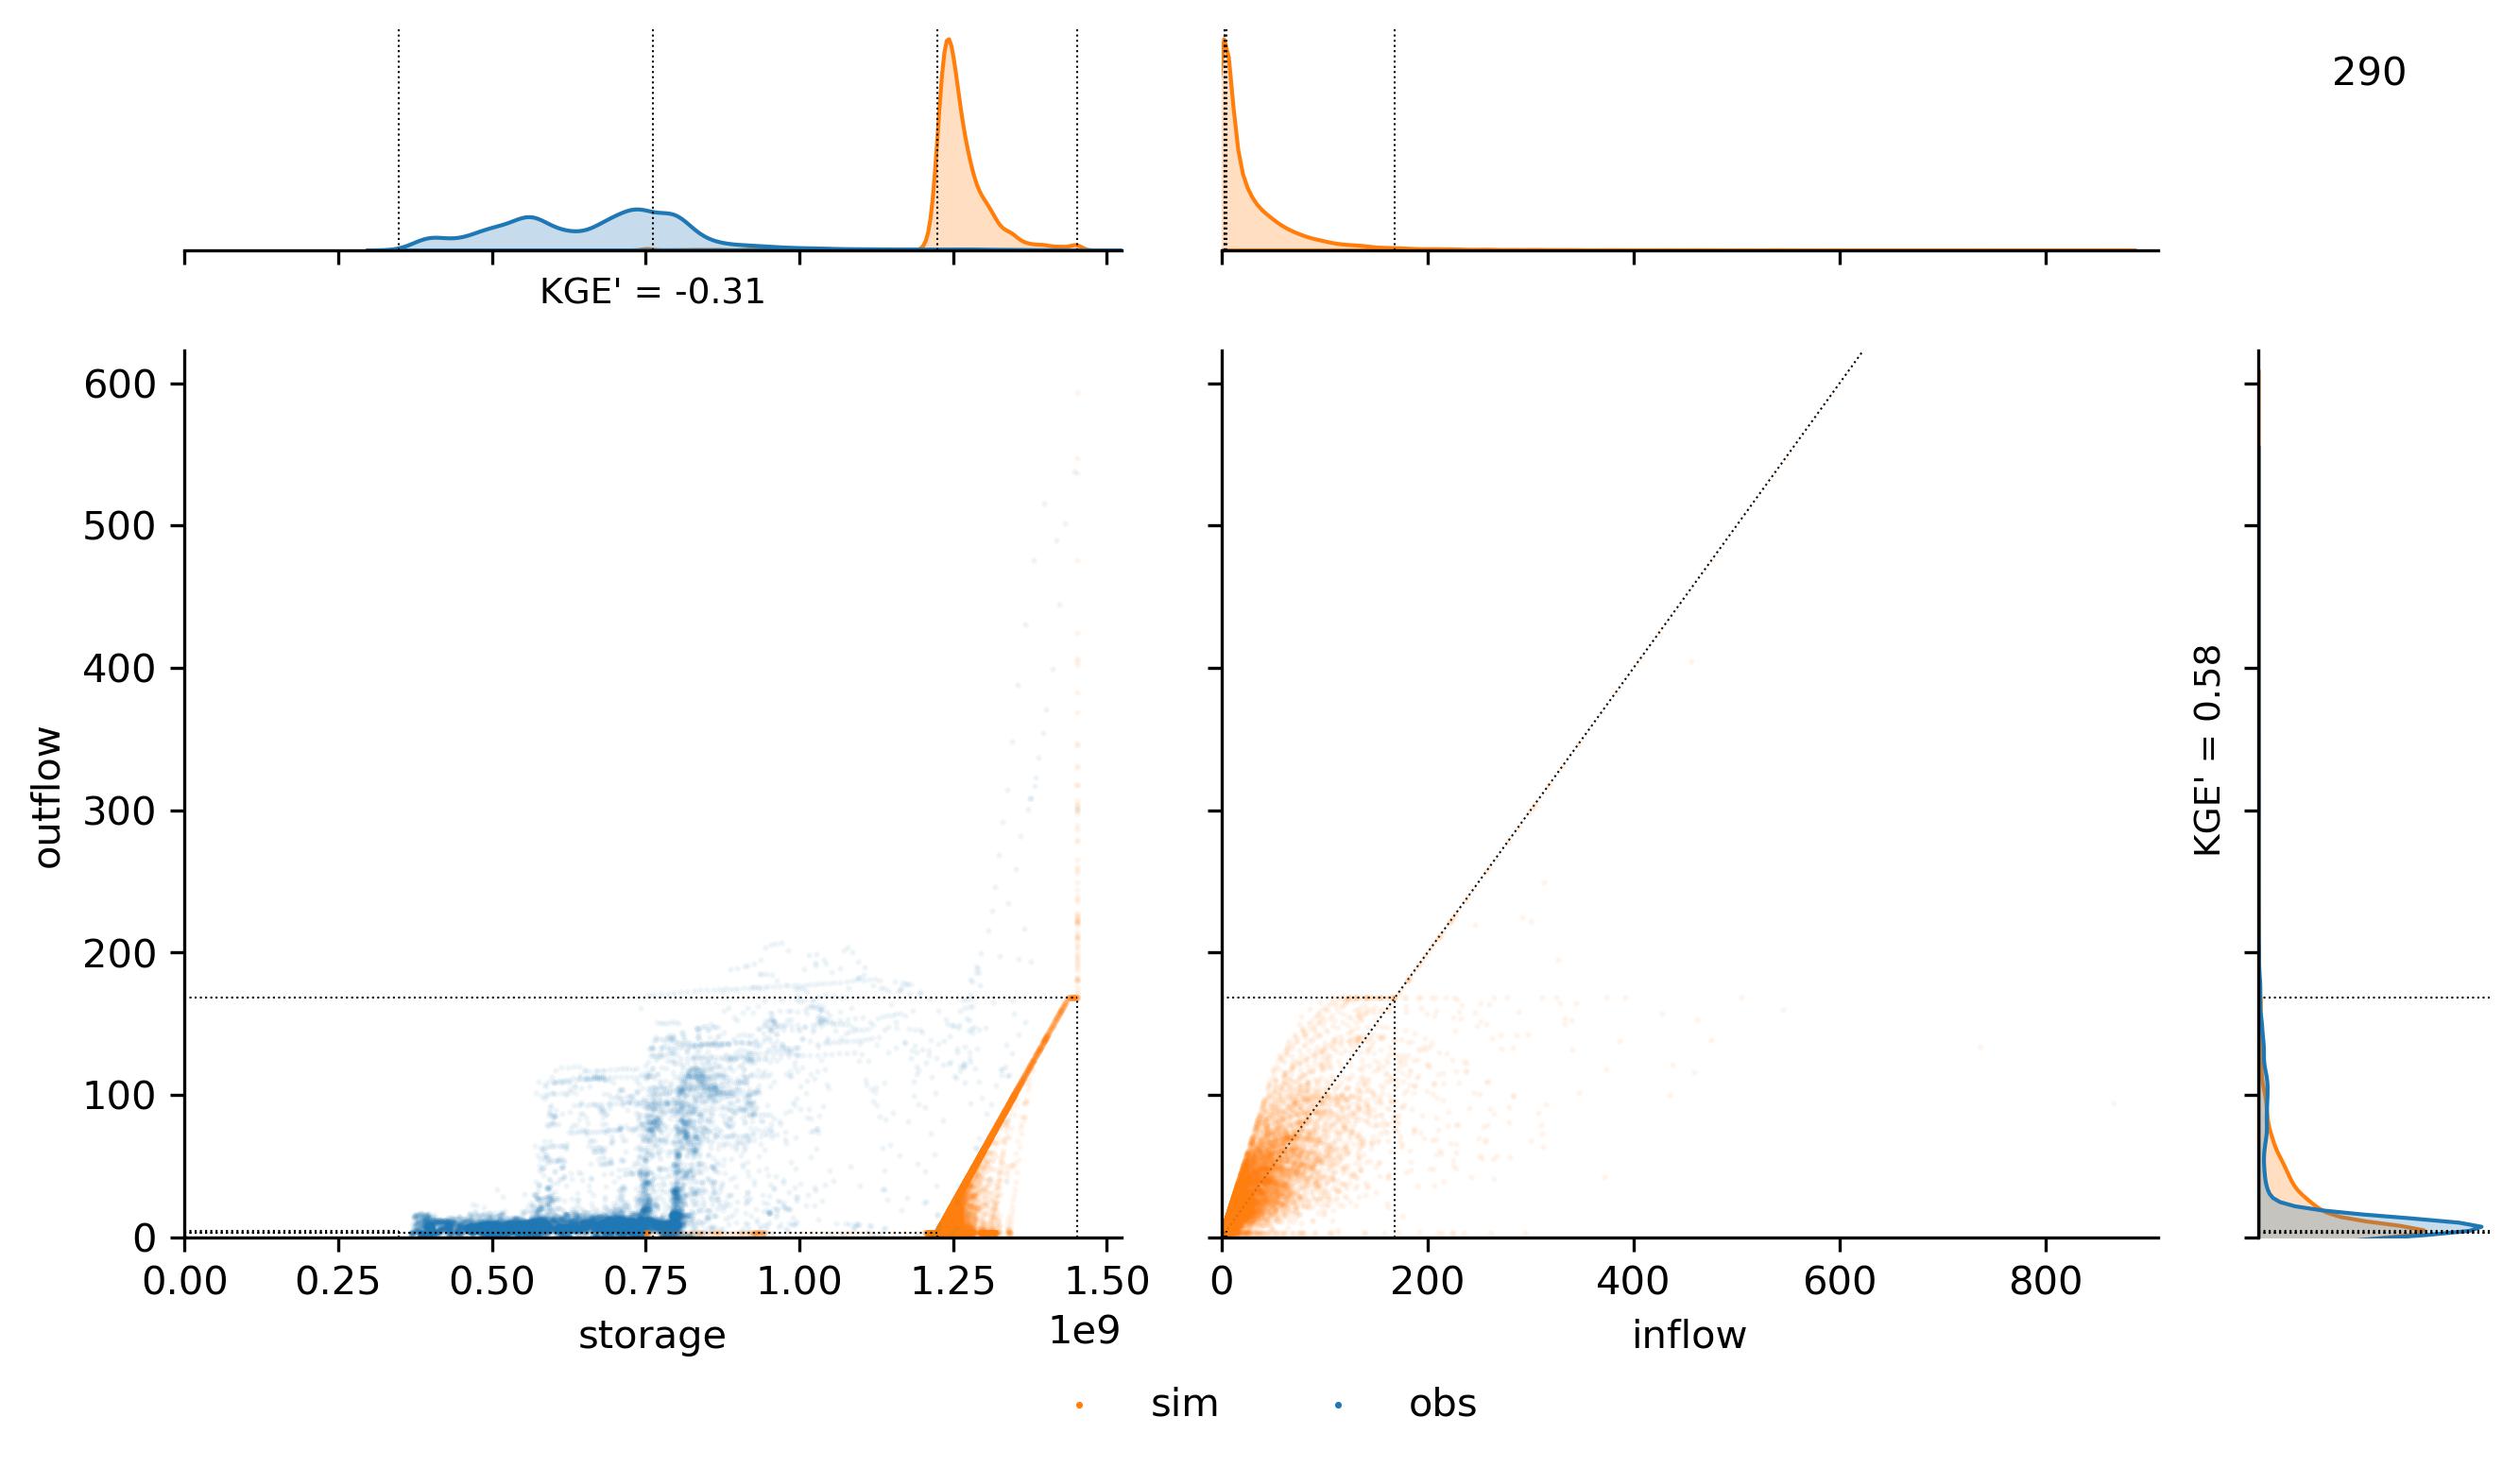 290
KGE' = -0.31
600
500
400
300
200
100
0
outflow
KGE' = 0.58
0.00 0.25 0.50 0.75 1.00 1.25 1.50
1e9
storage
0 200 400 600 800
inflow
sim obs